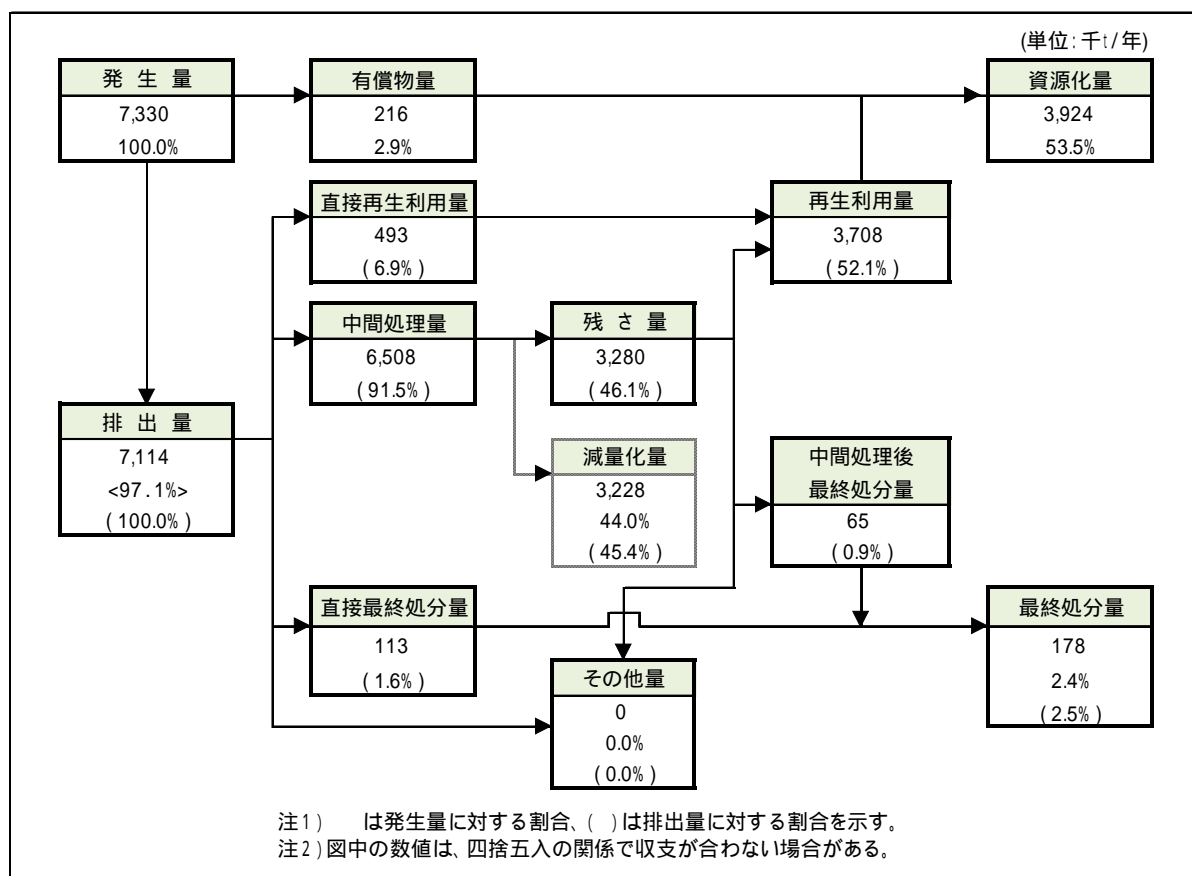 (単位:千t/年)
発 生 量
7,330
100.0%
有償物量
216
2.9%
資源化量
3,924
53.5%
直接再生利用量
493
(6.9%)
再生利用量
3,708
(52.1%)
中間処理量
6,508
(91.5%)
残 さ 量
3,280
(46.1%)
排 出 量
7,114
<97.1%>
(100.0%)
減量化量
3,228
44.0%
(45.4%)
中間処理後
最終処分量
65
(0.9%)
直接最終処分量
113
(1.6%)
最終処分量
178
2.4%
(2.5%)
その他量
0
0.0%
(0.0%)
注1) は発生量に対する割合、( )は排出量に対する割合を示す。
注2)図中の数値は、四捨五入の関係で収支が合わない場合がある。